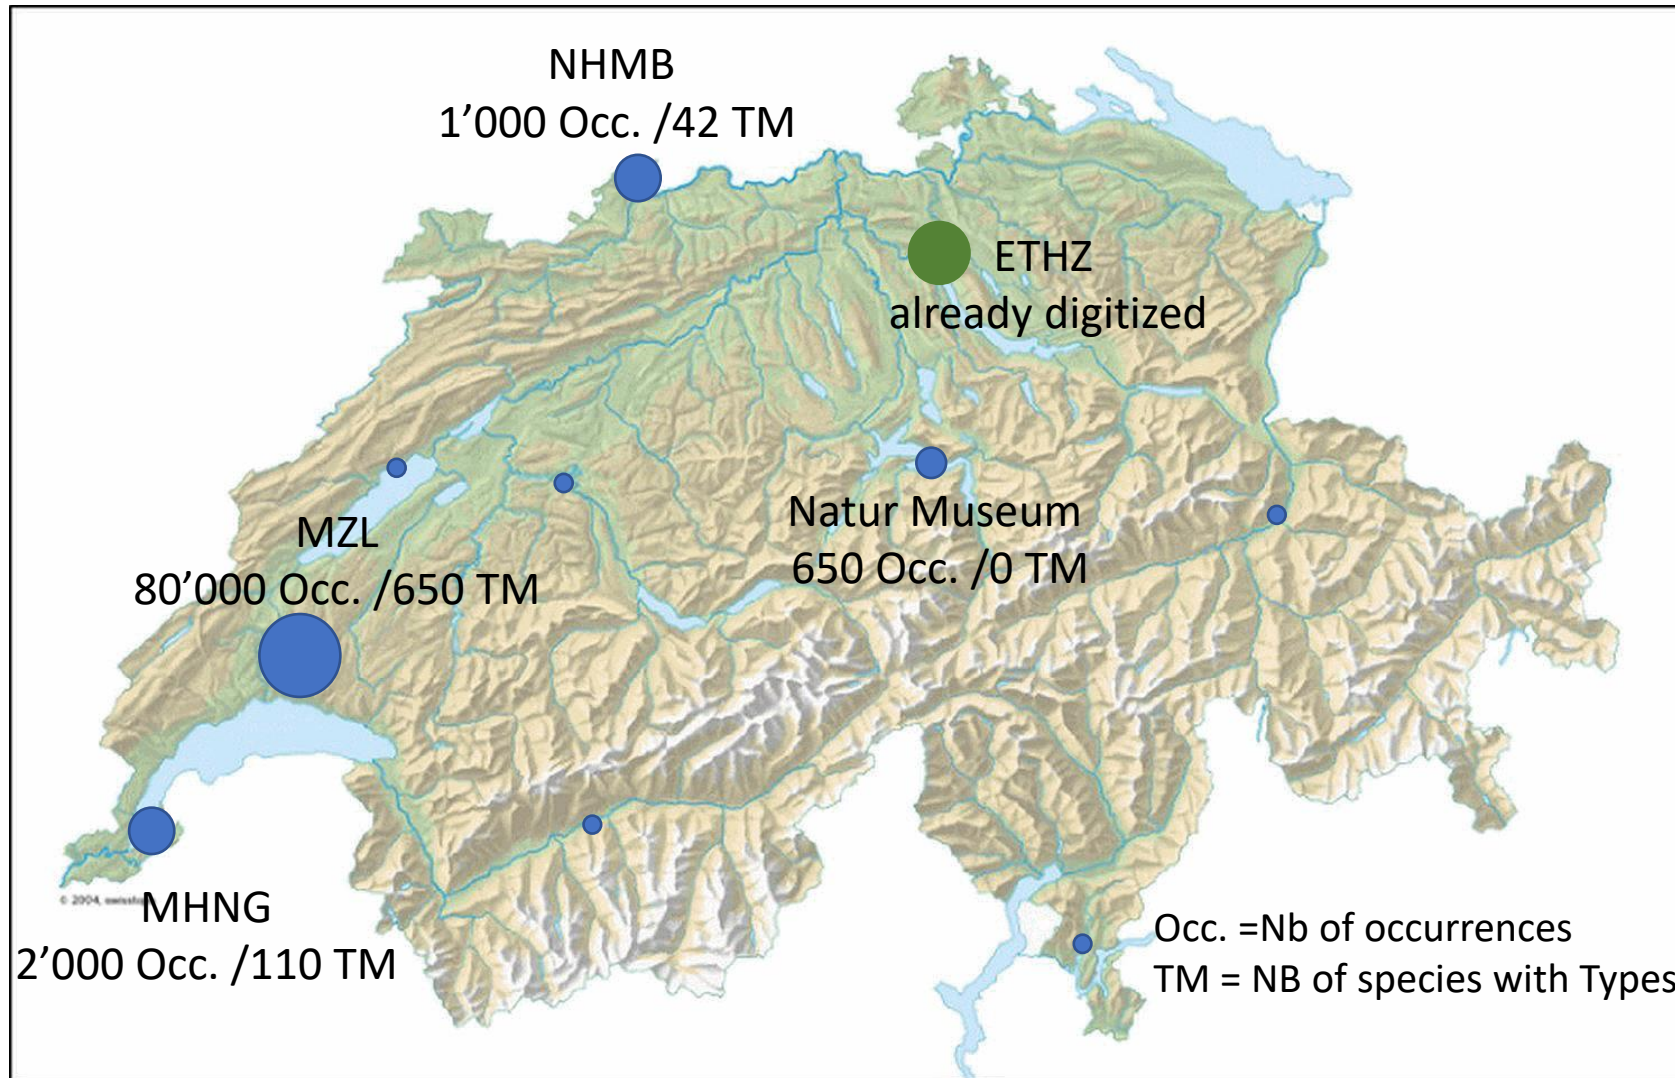 NHMB
1’000 Occ. /42 TM
ETHZ
already digitized
Natur Museum
650 Occ. /0 TM
MZL
80’000 Occ. /650 TM
© 2004,
MHNG
2’000 Occ. /110 TM
Occ. =Nb of occurrences
TM = NB of species with Types